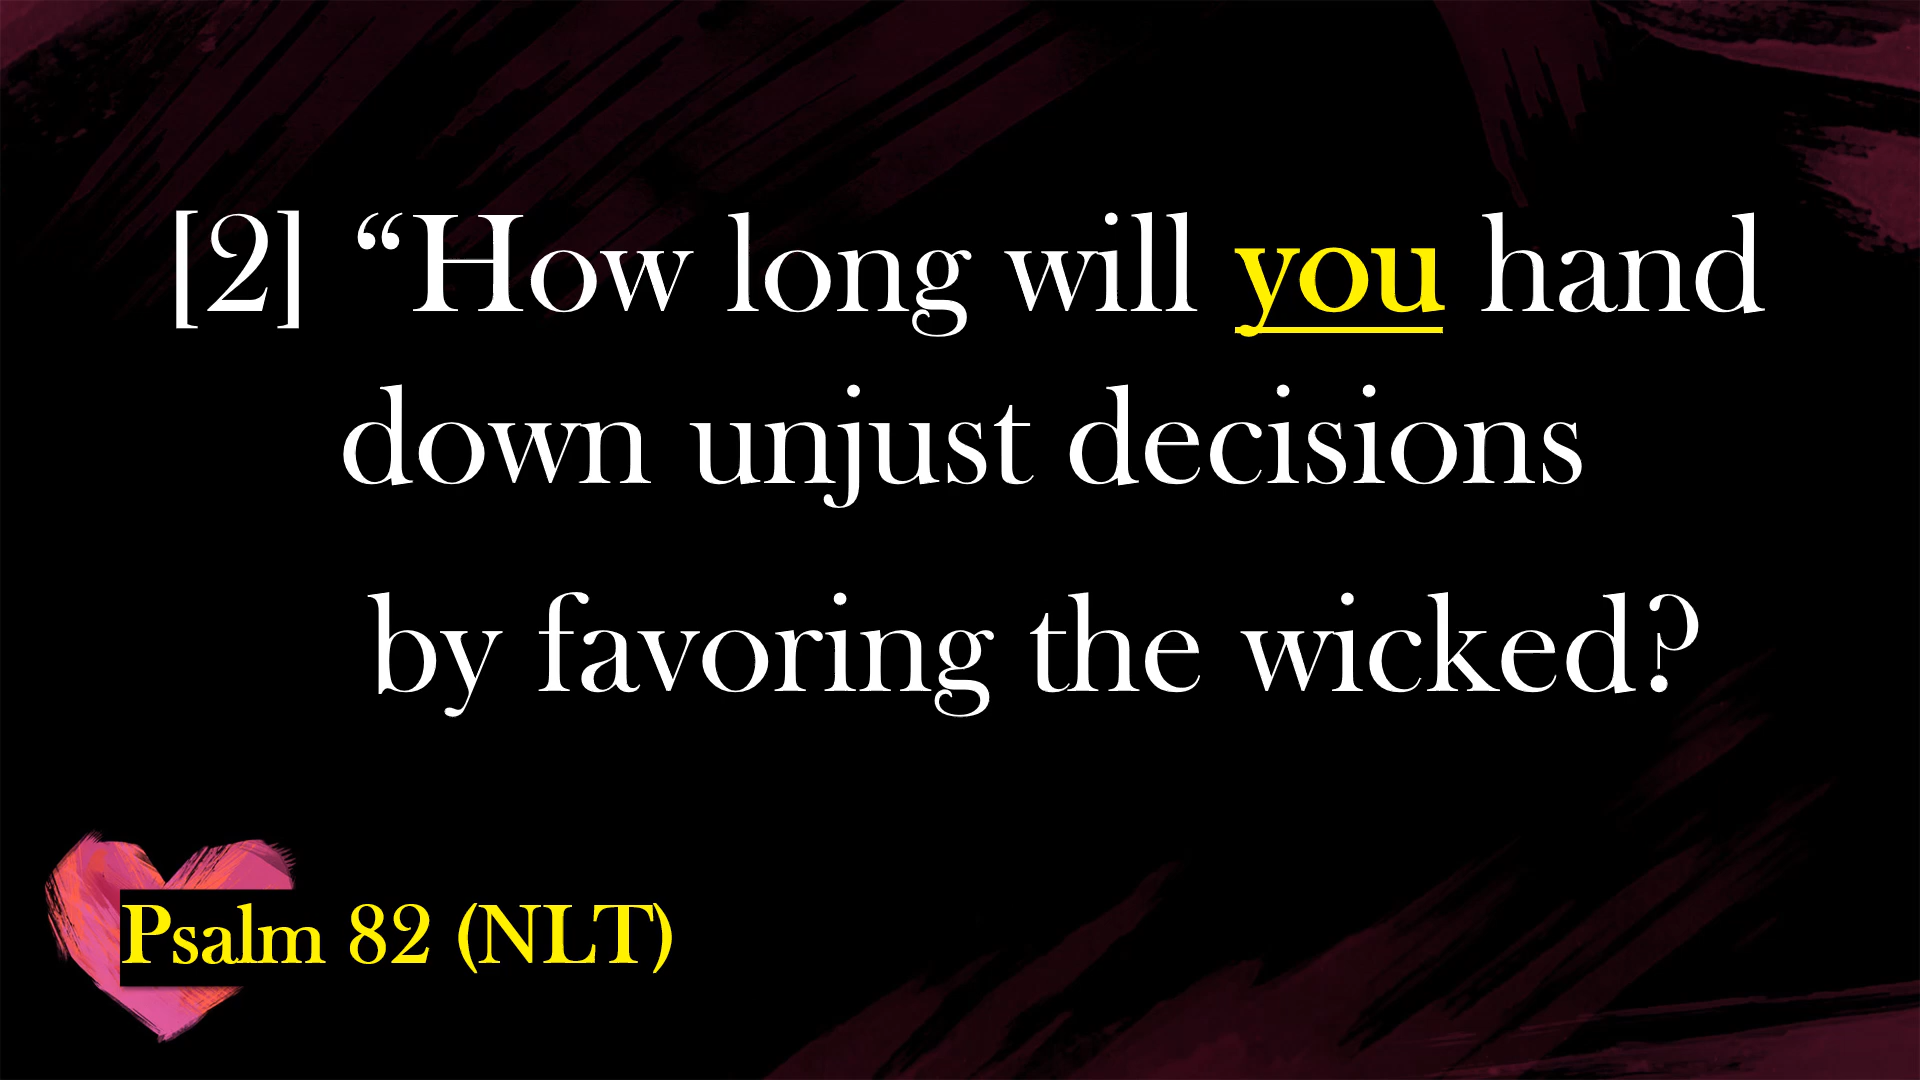 [2] “How long will you hand
down unjust decisions
by favoring the wicked?
Psalm 82 (NLT)